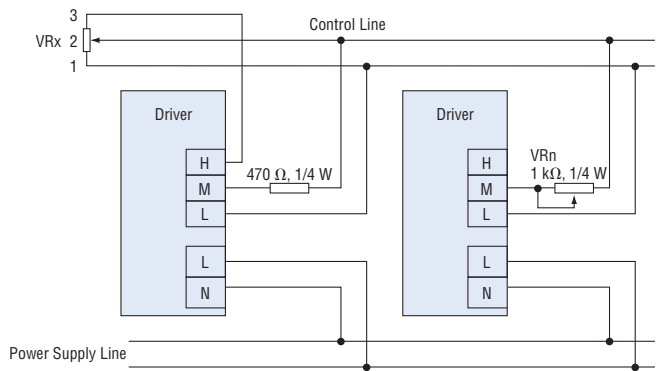 3
VRx 2
1
Control Line
Driver
H
M
L
L
N
470 Ω, 1/4 W
Driver
H
M
L
L
N
VRn
1 kΩ, 1/4 W
Power Supply Line